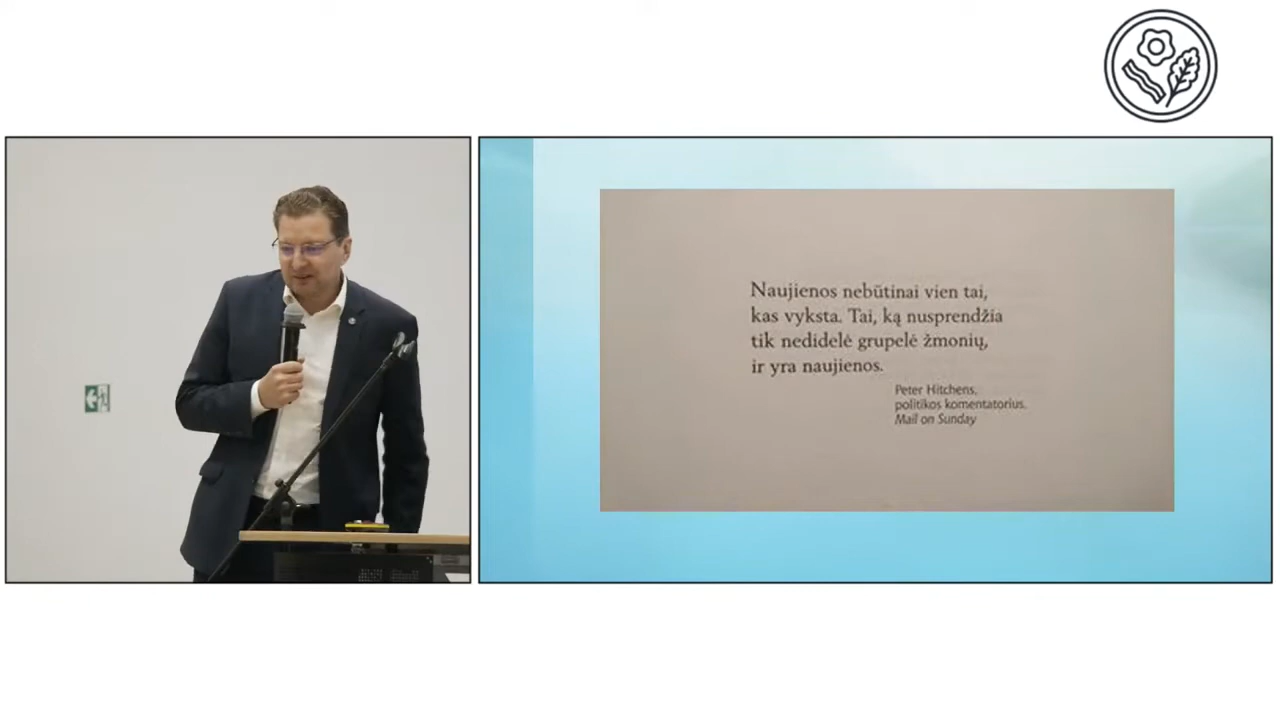 Naujienos nebūtinai vien tai,
kas vyksta. Tai, ką nusprendžia
tik nedidelė grupelė žmonių,
ir yra naujienos.
Peter Hitchens,
politikos komentatorius,
Mail on Sunday